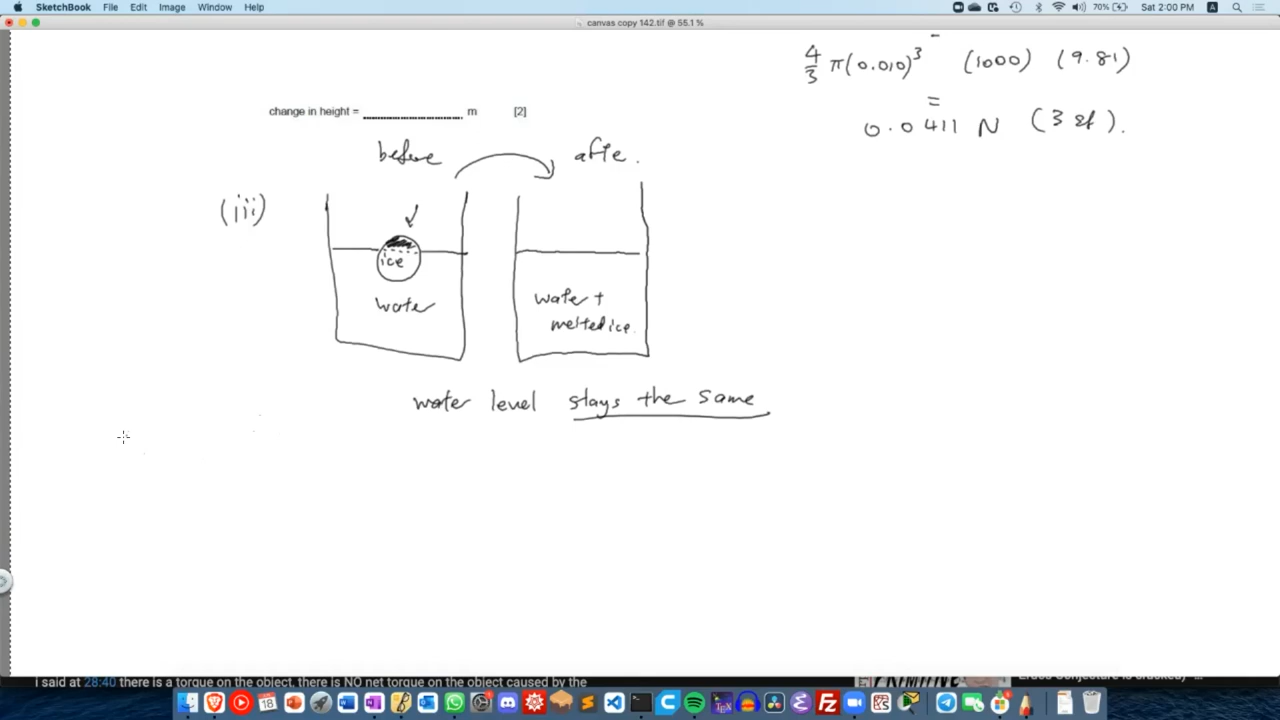 SketchBook File Edit Image Window Help
70% Sat 2:00 PM
canvas copy 142.tif @ 55.1 %
4/3 π(0.010)³ (1000) (9.81)
=
0.0411 N (3 sf).
change in height = ........................ m [2]
before afte.
(iii)
ice
water
water +
melted ice.
water level stays the same
I said at 28:40 there is a torque on the object, there is NO net torque on the object caused by the